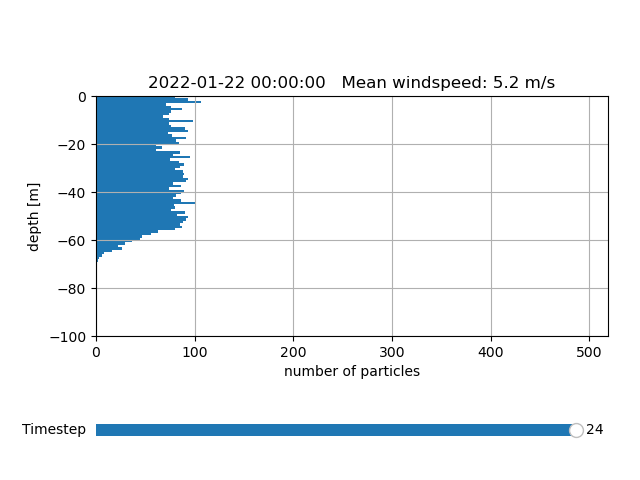 2022-01-22 00:00:00   Mean windspeed: 5.2 m/s
0
−20
−40
−60
−80
−100
depth [m]
0 100 200 300 400 500
number of particles
Timestep 24